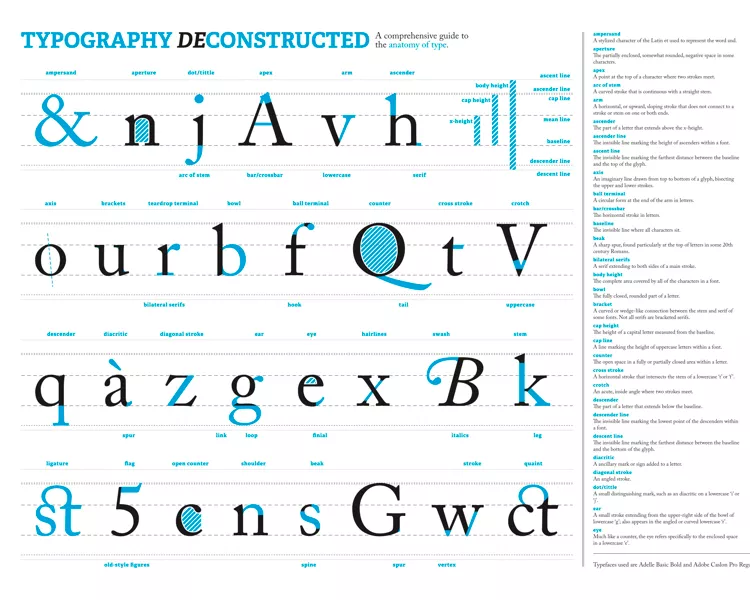 TYPOGRAPHY DECONSTRUCTED
A comprehensive guide to
the anatomy of type.
ampersand aperture dot/tittle apex arm ascender
body height
cap height
x-height
ascent line
ascender line
cap line
mean line
baseline
descender line
descent line
& n j A v h
arc of stem bar/crossbar lowercase serif
axis brackets teardrop terminal bowl ball terminal counter cross stroke crotch
o u r b f Q t V
bilateral serifs hook tail uppercase
descender diacritic diagonal stroke ear eye hairlines swash stem
q à z g e x B k
spur link loop finial italics leg
ligature flag open counter shoulder beak stroke quaint
st 5 c n s G w ct
old-style figures spine spur vertex
ampersand
A stylized character of the Latin et used to represent the word and.
aperture
The partially enclosed, somewhat rounded, negative space in some
characters.
apex
A point at the top of a character where two strokes meet.
arc of stem
A curved stroke that is continuous with a straight stem.
arm
A horizontal, or upward, sloping stroke that does not connect to a
stroke or stem on one or both ends.
ascender
The part of a letter that extends above the x-height.
ascender line
The invisible line marking the height of ascenders within a font.
ascent line
The invisible line marking the farthest distance between the baseline
and the top of the glyph.
axis
An imaginary line drawn from top to bottom of a glyph, bisecting
the upper and lower strokes.
ball terminal
A circular form at the end of the arm in letters.
bar/crossbar
The horizontal stroke in letters.
baseline
The invisible line where all characters sit.
beak
A sharp spur, found particularly at the top of letters in some 20th
century Romans.
bilateral serifs
A serif extending to both sides of a main stroke.
body height
The complete area covered by all of the characters in a font.
bowl
The fully closed, rounded part of a letter.
bracket
A curved or wedge-like connection between the stem and serif of
some fonts. Not all serifs are bracketed serifs.
cap height
The height of a capital letter measured from the baseline.
cap line
A line marking the height of uppercase letters within a font.
counter
The open space in a fully or partially closed area within a letter.
cross stroke
A horizontal stroke that intersects the stem of a lowercase 't' or 'f'.
crotch
An acute, inside angle where two strokes meet.
descender
The part of a letter that extends below the baseline.
descender line
The invisible line marking the lowest point of the descenders within
a font.
descent line
The invisible line marking the farthest distance between the baseline
and the bottom of the glyph.
diacritic
A ancillary mark or sign added to a letter.
diagonal stroke
An angled stroke.
dot/tittle
A small distinguishing mark, such as an diacritic on a lowercase 'i' or
'j'.
ear
A small stroke extending from the upper-right side of the bowl of
lowercase 'g'; also appears in the angled or curved lowercase 'r'.
eye
Much like a counter, the eye refers specifically to the enclosed space
in a lowercase 'e'.
Typefaces used are Adelle Basic Bold and Adobe Caslon Pro Reg